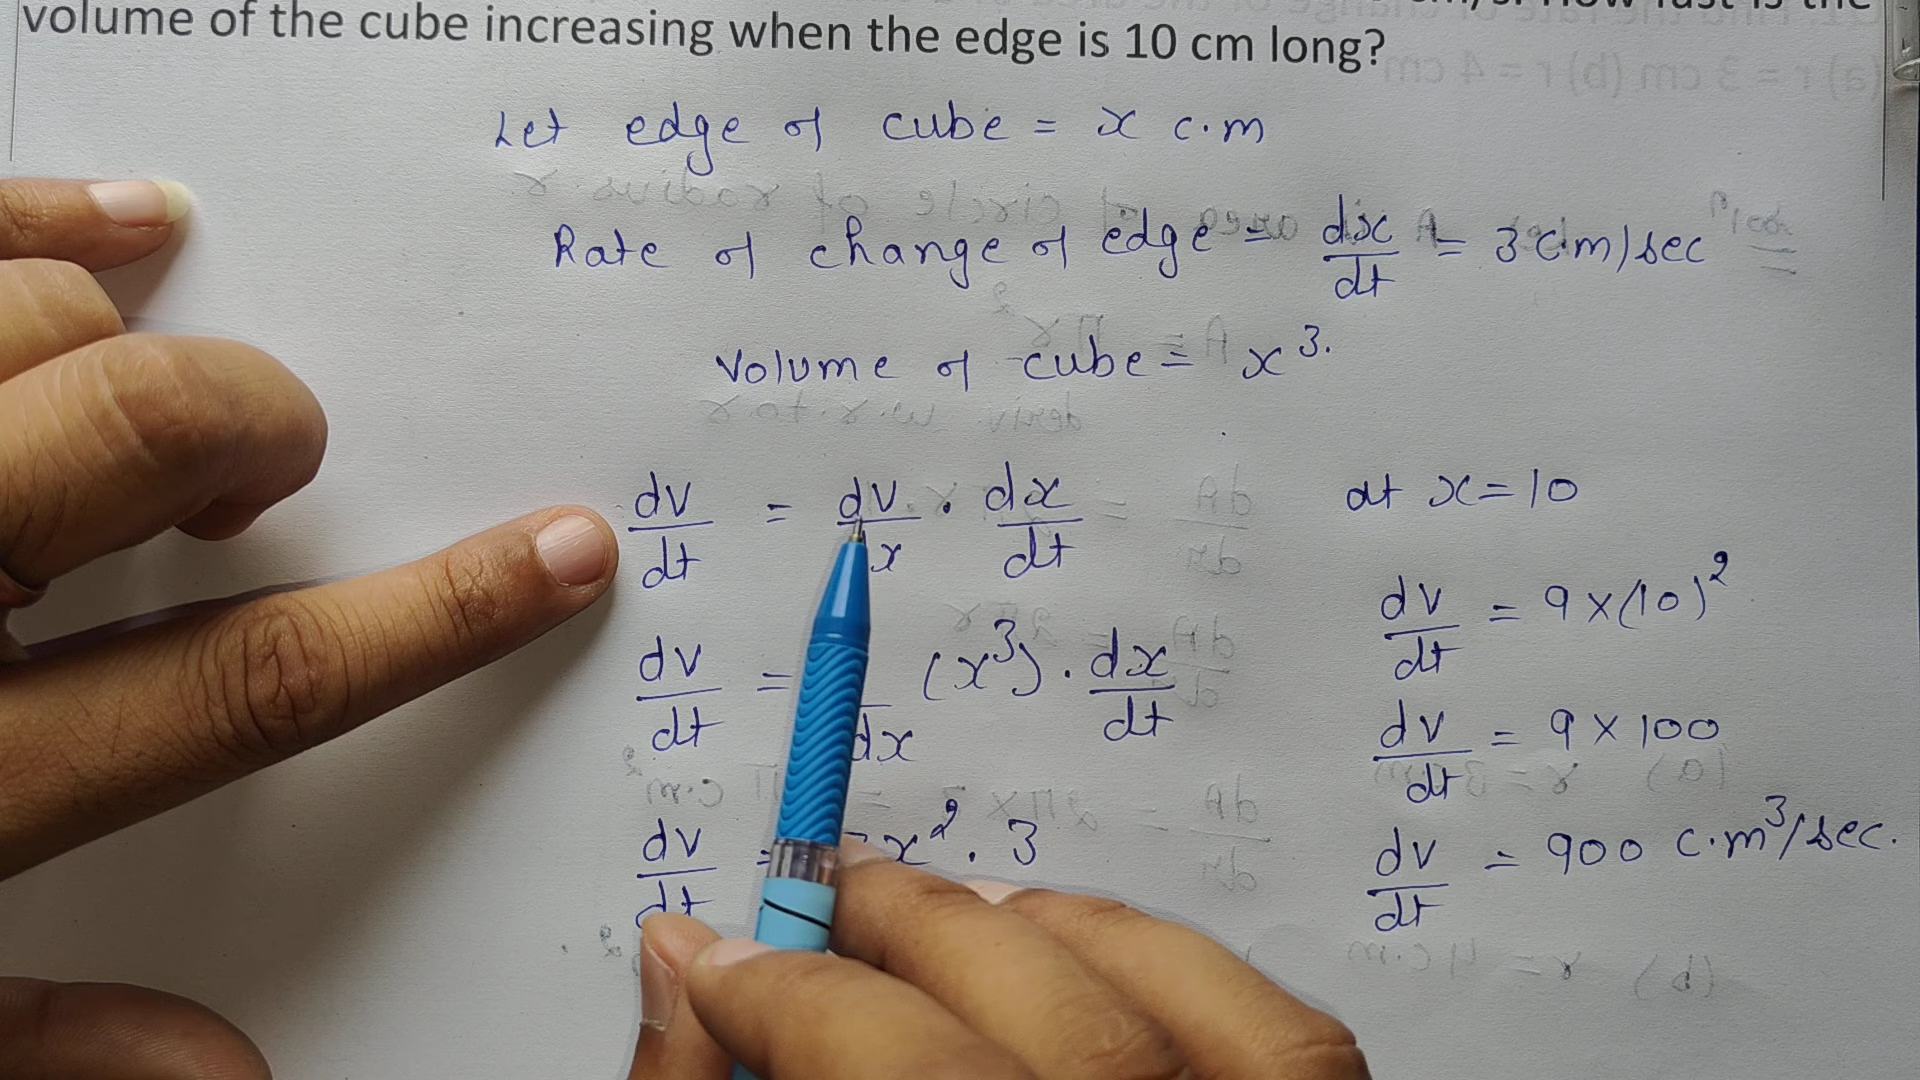 volume of the cube increasing when the edge is 10 cm long?
Let edge of cube = x c.m
Rate of change of edge = dx/dt = 3 c.m/sec
Volume of cube = x³.
dv/dt = dv/x · dx/dt
dv/dt = /dx (x³) · dx/dt
dv/dt = x² . 3
at x = 10
dv/dt = 9 × (10)²
dv/dt = 9 × 100
dv/dt = 900 c.m³/sec.